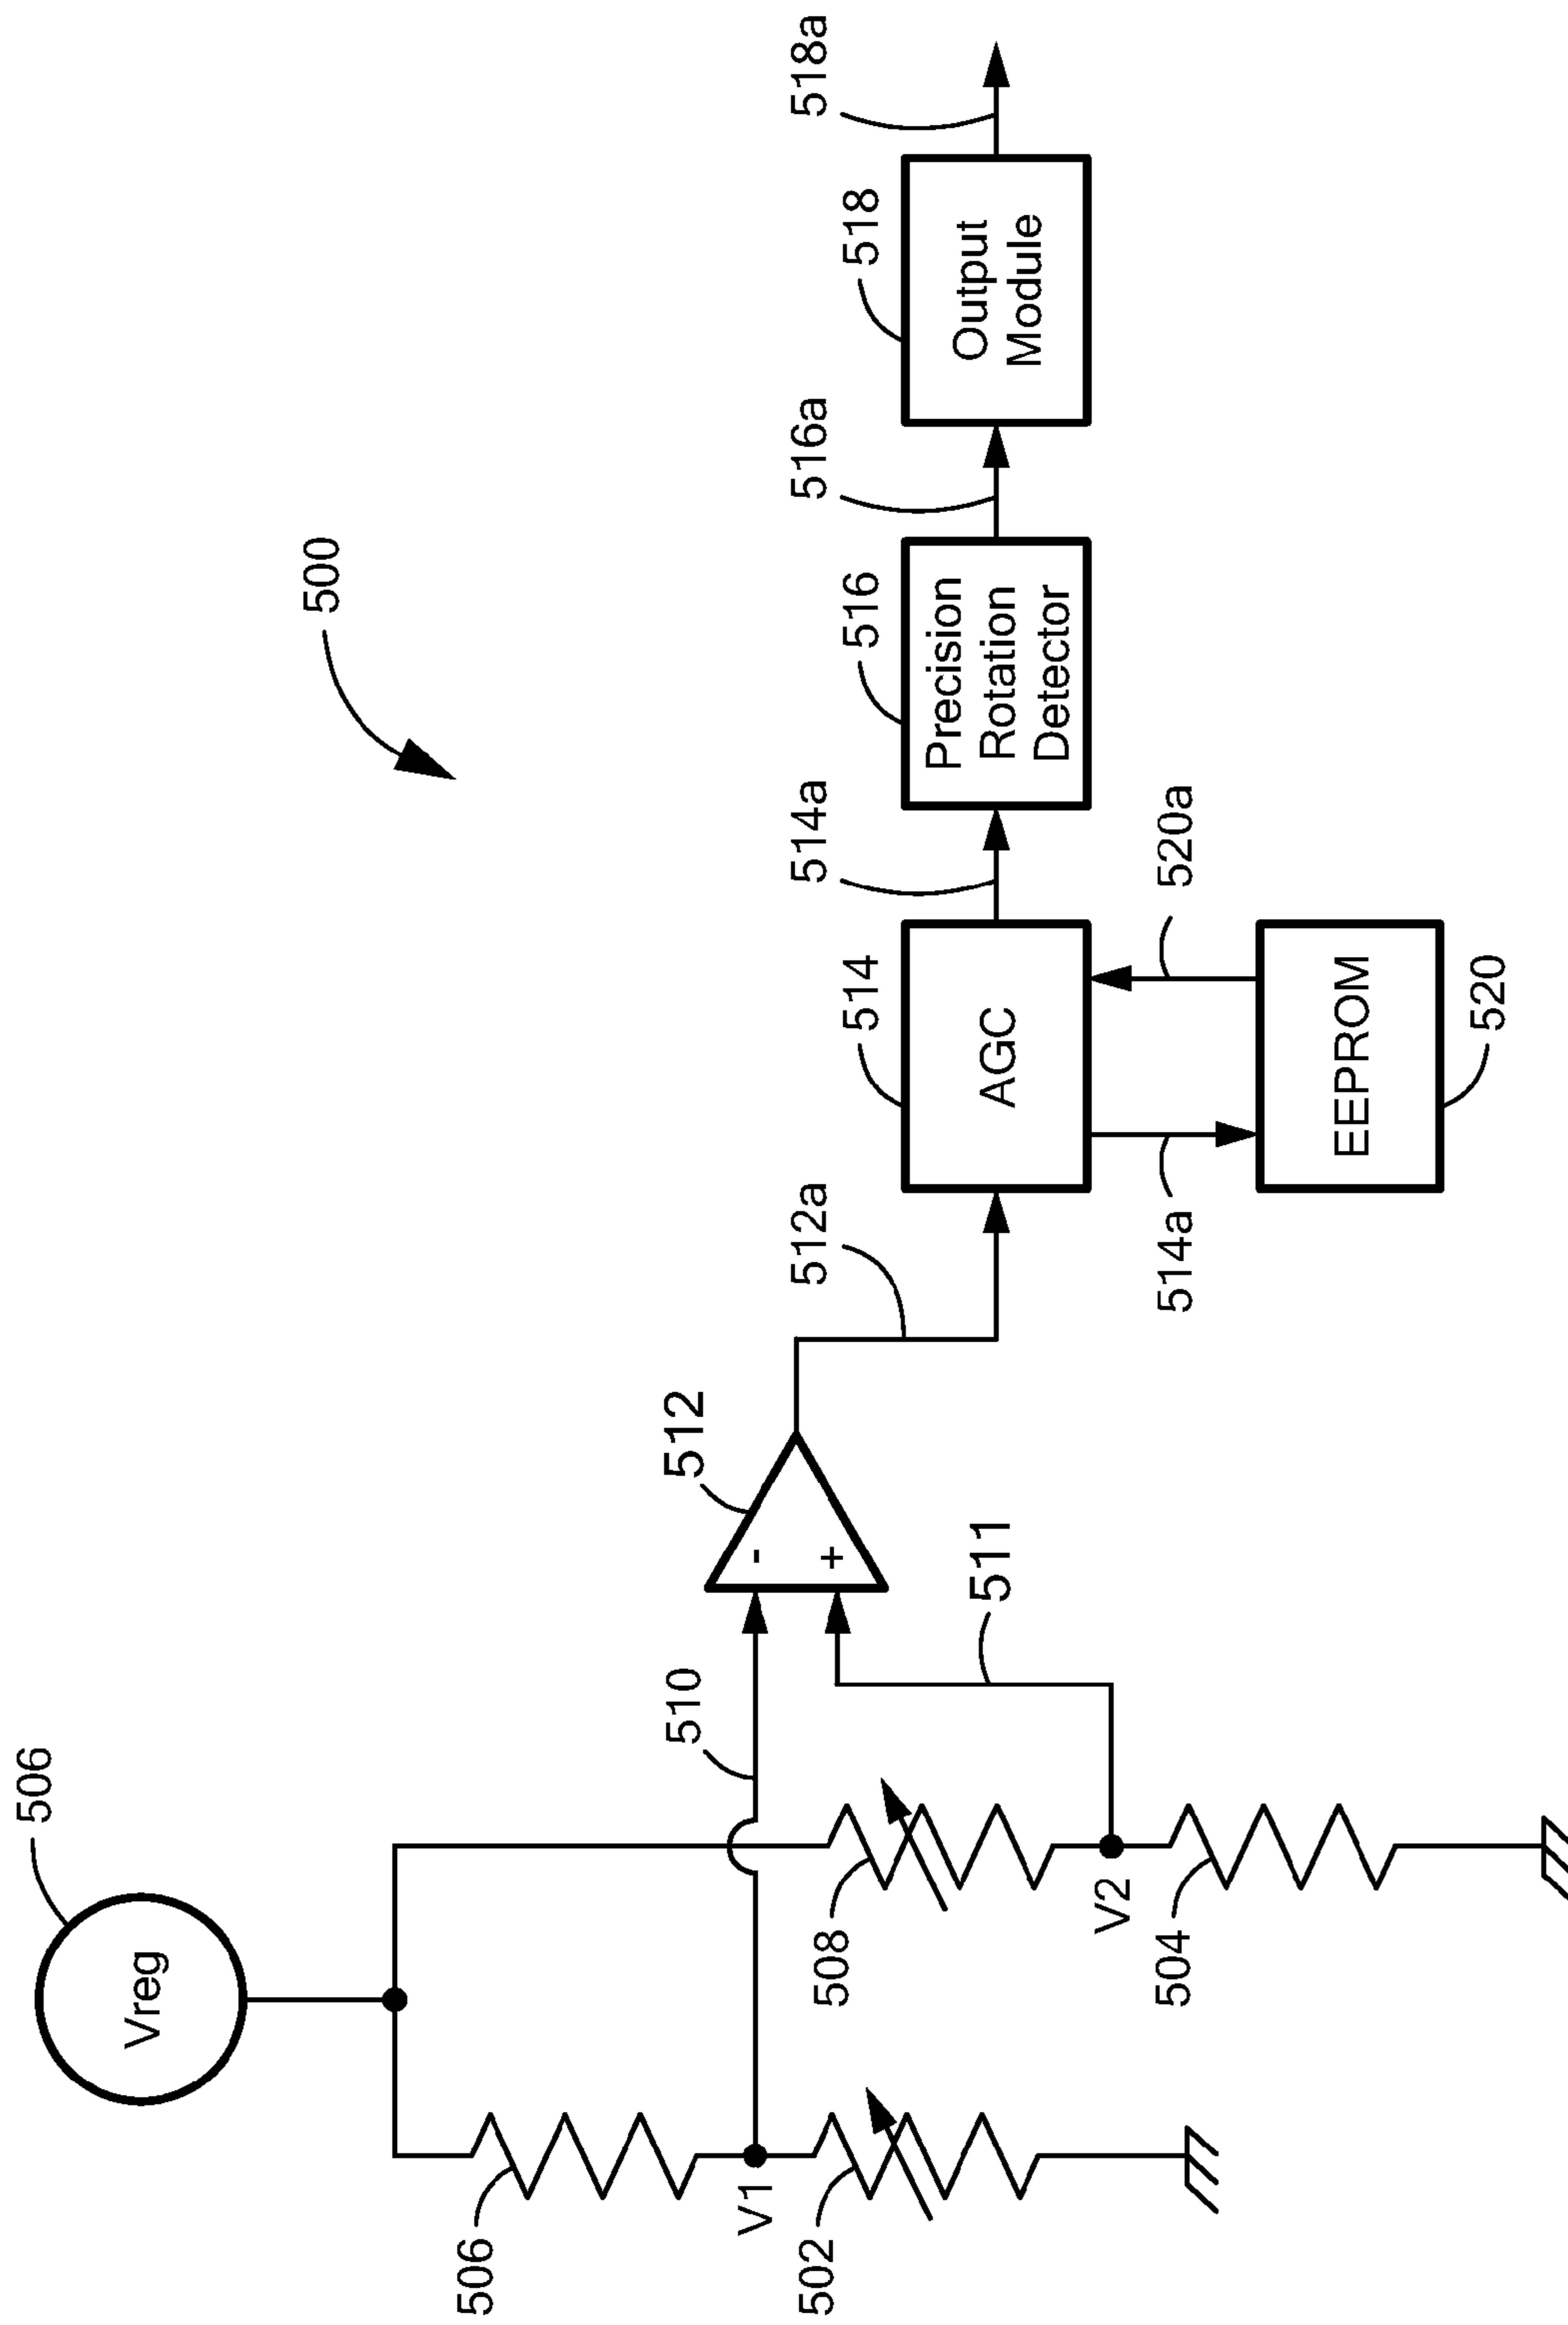 500
506
Vreg
506
V1
502
508
V2
504
510
511
512
-
+
512a
514
AGC
514a
514a
520a
EEPROM
520
516
Precision
Rotation
Detector
516a
518
Output
Module
518a